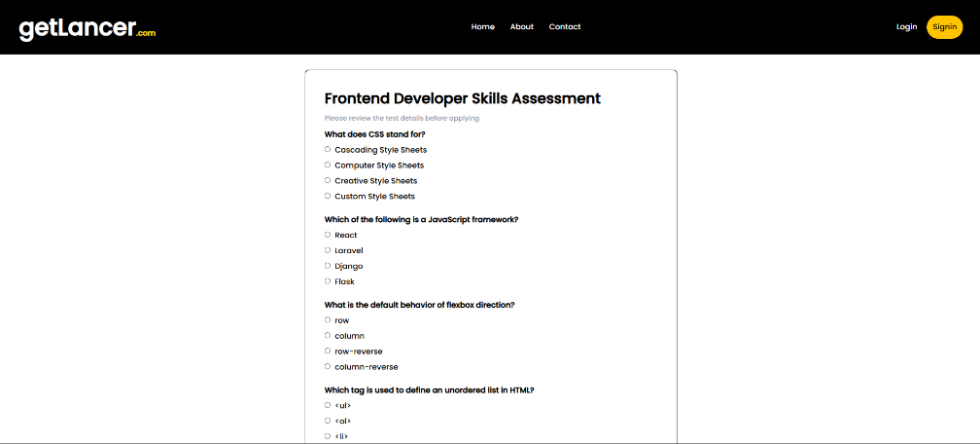 getLancer.com
Home About Contact
Login Signin
Frontend Developer Skills Assessment
Please review the test details before applying
What does CSS stand for?
Cascading Style Sheets
Computer Style Sheets
Creative Style Sheets
Custom Style Sheets
Which of the following is a JavaScript framework?
React
Laravel
Django
Flask
What is the default behavior of flexbox direction?
row
column
row-reverse
column-reverse
Which tag is used to define an unordered list in HTML?
<ul>
<ol>
<li>